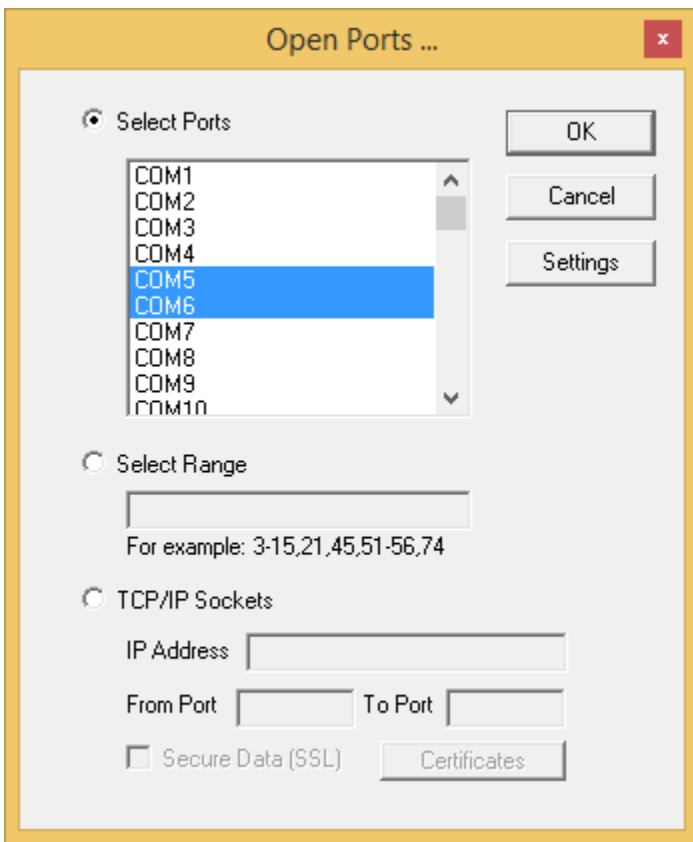 Open Ports ...
x
Select Ports
OK
COM1
COM2
COM3
COM4
COM5
COM6
COM7
COM8
COM9
COM10
Cancel
Settings
Select Range
For example: 3-15,21,45,51-56,74
TCP/IP Sockets
IP Address
From Port To Port
Secure Data (SSL) Certificates